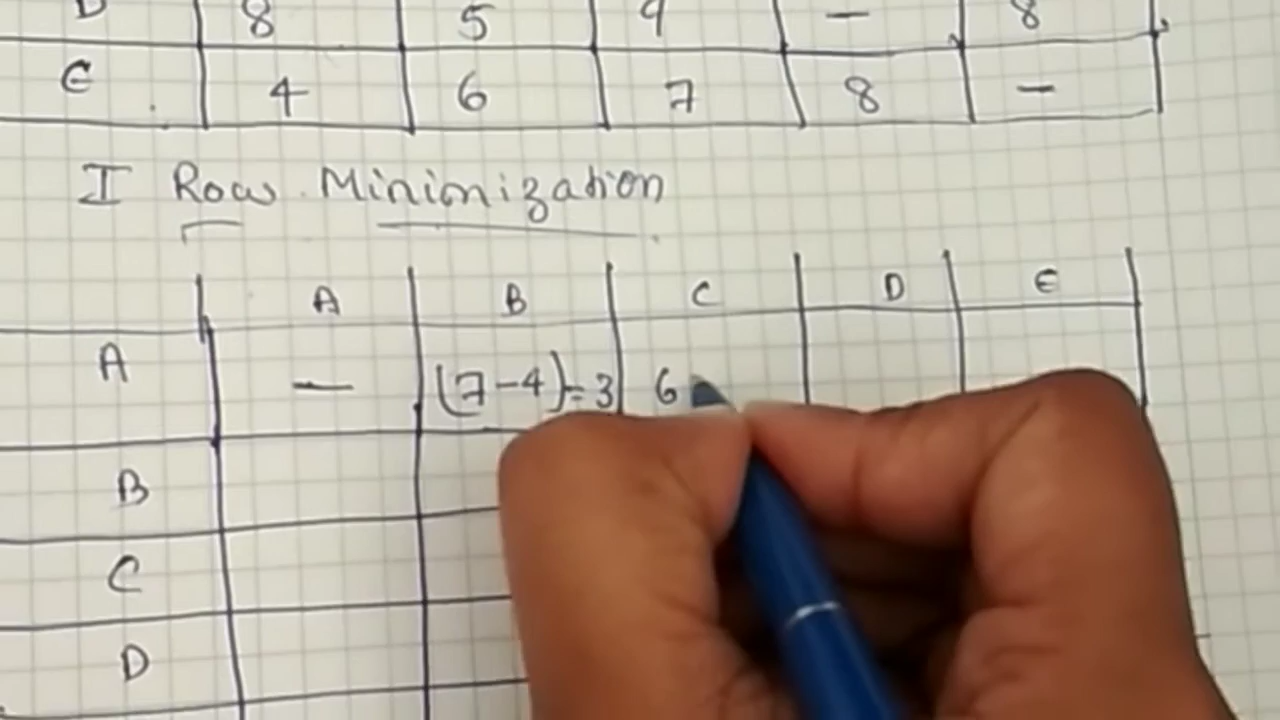 D 8 5 9 — 8
E 4 6 7 8 —
I Row Minimization
A B C D E
A — (7-4)=3 6
B
C
D